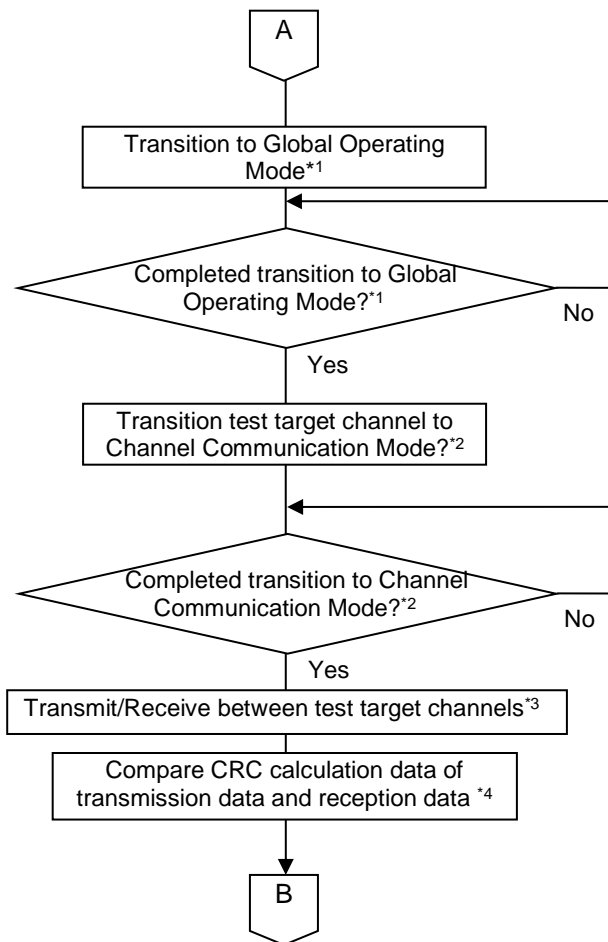 A
Transition to Global Operating
Mode*1
Completed transition to Global
Operating Mode?*1
No
Yes
Transition test target channel to
Channel Communication Mode?*2
Completed transition to Channel
Communication Mode?*2
No
Yes
Transmit/Receive between test target channels*3
Compare CRC calculation data of
transmission data and reception data *4
B